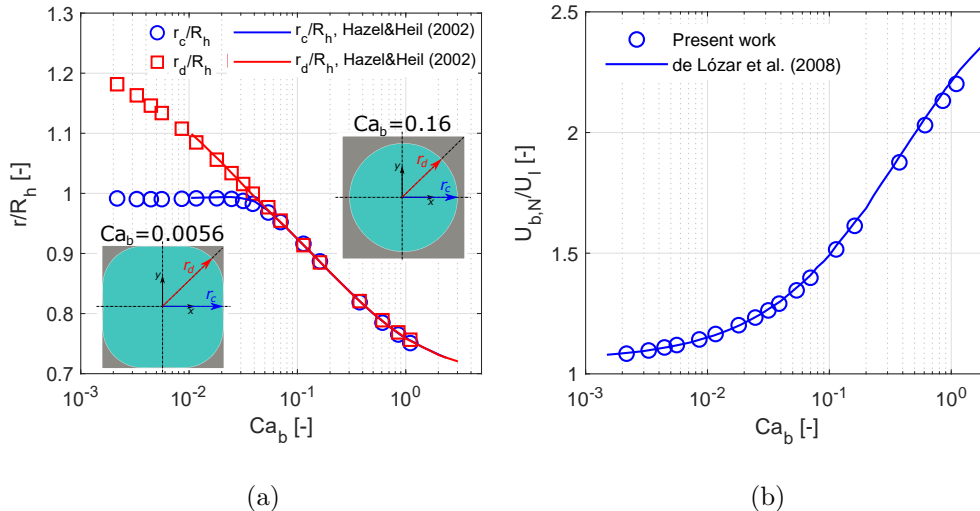 1.3
1.2
1.1
1
0.9
0.8
0.7
r/R_h [-]
r_c/R_h
r_d/R_h
r_c/R_h, Hazel&Heil (2002)
r_d/R_h, Hazel&Heil (2002)
Ca_b=0.16
r_d
y
r_c
x
Ca_b=0.0056
r_d
y
r_c
x
10^-3 10^-2 10^-1 10^0
Ca_b [-]
(a)
2.5
2
1.5
1
U_b,N/U_l [-]
Present work
de Lózar et al. (2008)
10^-3 10^-2 10^-1 10^0
Ca_b [-]
(b)